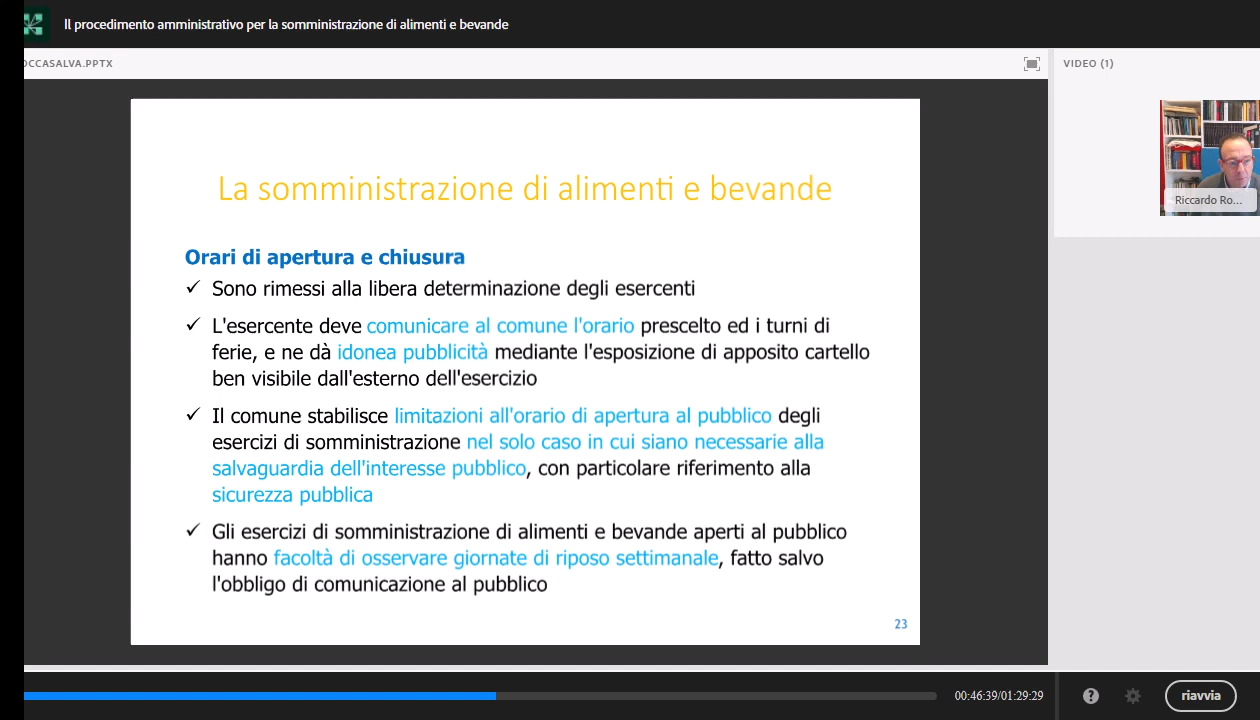 Il procedimento amministrativo per la somministrazione di alimenti e bevande
OCCASALVA.PPTX
VIDEO (1)
Riccardo Ro...
La somministrazione di alimenti e bevande
Orari di apertura e chiusura
✓ Sono rimessi alla libera determinazione degli esercenti
✓ L'esercente deve comunicare al comune l'orario prescelto ed i turni di
ferie, e ne dà idonea pubblicità mediante l'esposizione di apposito cartello
ben visibile dall'esterno dell'esercizio
✓ Il comune stabilisce limitazioni all'orario di apertura al pubblico degli
esercizi di somministrazione nel solo caso in cui siano necessarie alla
salvaguardia dell'interesse pubblico, con particolare riferimento alla
sicurezza pubblica
✓ Gli esercizi di somministrazione di alimenti e bevande aperti al pubblico
hanno facoltà di osservare giornate di riposo settimanale, fatto salvo
l'obbligo di comunicazione al pubblico
23
00:46:39/01:29:29
?
riavvia